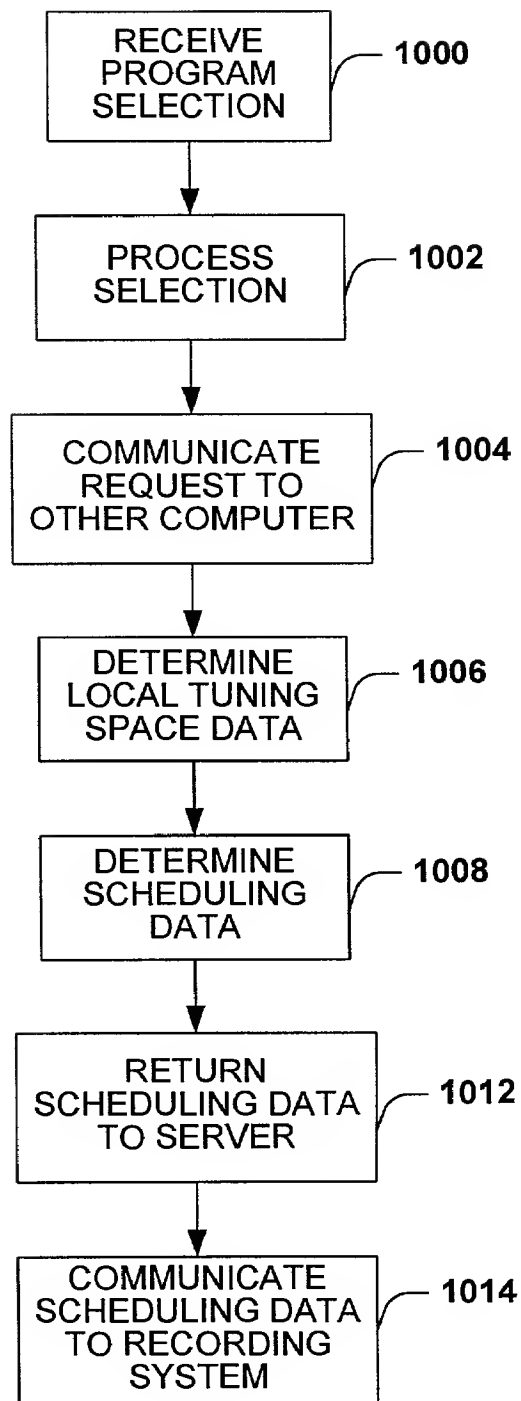 RECEIVE
PROGRAM
SELECTION
1000
PROCESS
SELECTION
1002
COMMUNICATE
REQUEST TO
OTHER COMPUTER
1004
DETERMINE
LOCAL TUNING
SPACE DATA
1006
DETERMINE
SCHEDULING
DATA
1008
RETURN
SCHEDULING DATA
TO SERVER
1012
COMMUNICATE
SCHEDULING DATA
TO RECORDING
SYSTEM
1014